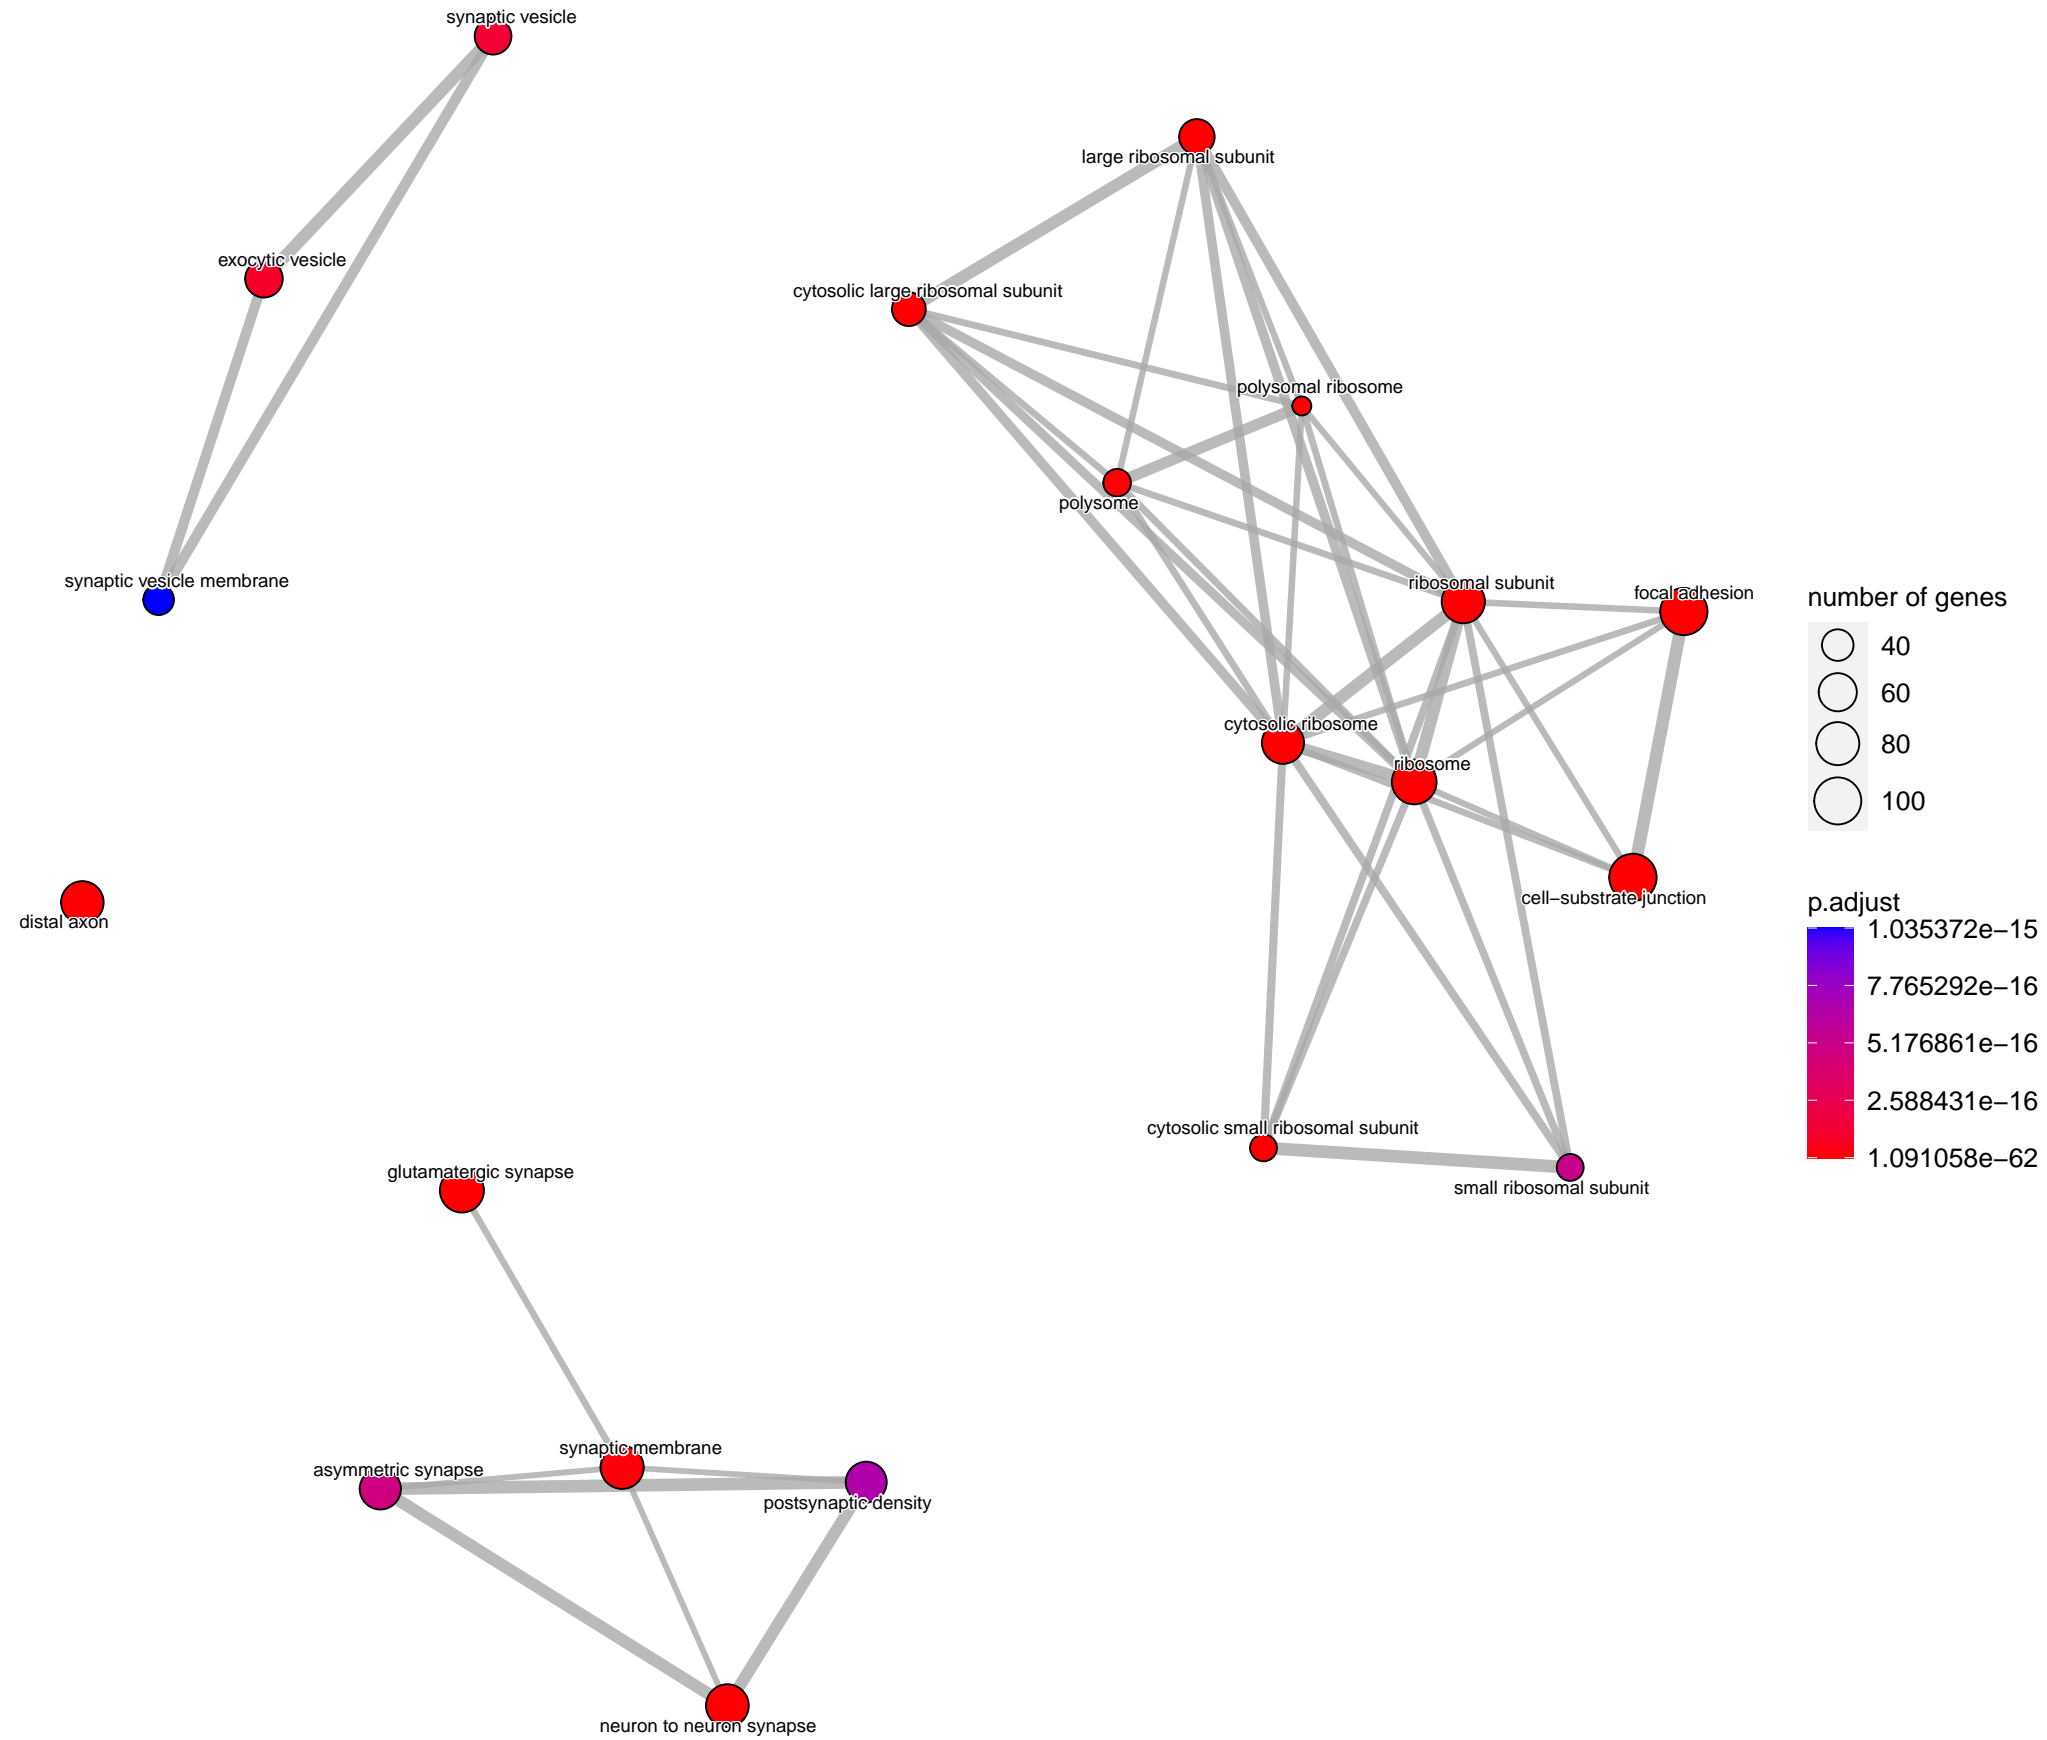 synaptic vesicle
large ribosomal subunit
exocytic vesicle
cytosolic large ribosomal subunit
polysomal ribosome
polysome
synaptic vesicle membrane
ribosomal subunit
focal adhesion
cytosolic ribosome
ribosome
cell−substrate junction
distal axon
cytosolic small ribosomal subunit
small ribosomal subunit
glutamatergic synapse
synaptic membrane
asymmetric synapse
postsynaptic density
neuron to neuron synapse
number of genes
40
60
80
100
p.adjust
1.035372e−15
7.765292e−16
5.176861e−16
2.588431e−16
1.091058e−62